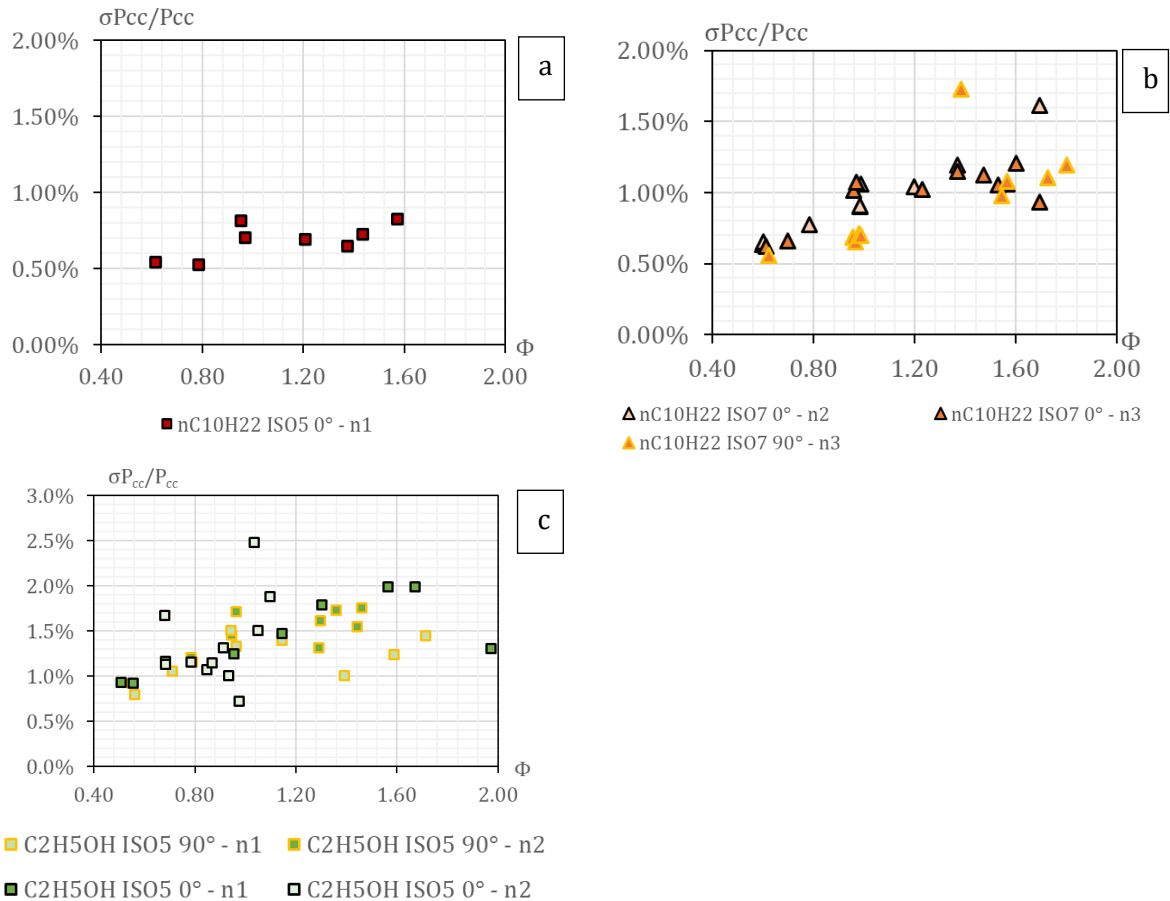 σPcc/Pcc
2.00%
1.50%
1.00%
0.50%
0.00%
0.40 0.80 1.20 1.60 2.00
Φ
a
nC10H22 ISO5 0° - n1
σPcc/Pcc
2.00%
1.50%
1.00%
0.50%
0.00%
0.40 0.80 1.20 1.60 2.00
Φ
b
nC10H22 ISO7 0° - n2 nC10H22 ISO7 0° - n3
nC10H22 ISO7 90° - n3
σPcc/Pcc
3.0%
2.5%
2.0%
1.5%
1.0%
0.5%
0.0%
0.40 0.80 1.20 1.60 2.00
Φ
c
C2H5OH ISO5 90° - n1 C2H5OH ISO5 90° - n2
C2H5OH ISO5 0° - n1 C2H5OH ISO5 0° - n2